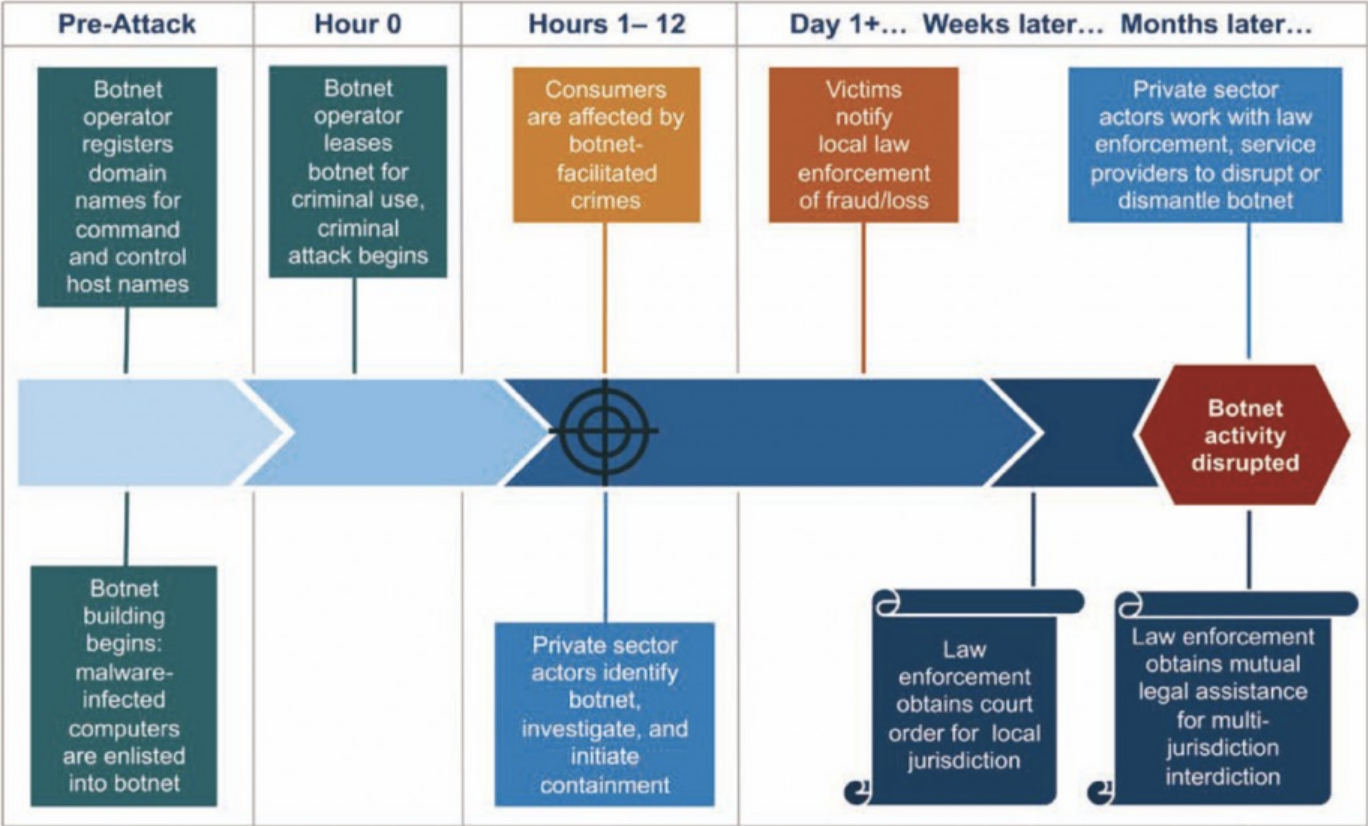 Pre-Attack
Hour 0
Hours 1– 12
Day 1+… Weeks later… Months later…
Botnet
operator
registers
domain
names for
command
and control
host names
Botnet
operator
leases
botnet for
criminal use,
criminal
attack begins
Consumers
are affected by
botnet-
facilitated
crimes
Victims
notify
local law
enforcement
of fraud/loss
Private sector
actors work with law
enforcement, service
providers to disrupt or
dismantle botnet
Botnet
activity
disrupted
Botnet
building
begins:
malware-
infected
computers
are enlisted
into botnet
Private sector
actors identify
botnet,
investigate, and
initiate
containment
Law
enforcement
obtains court
order for local
jurisdiction
Law enforcement
obtains mutual
legal assistance
for multi-
jurisdiction
interdiction